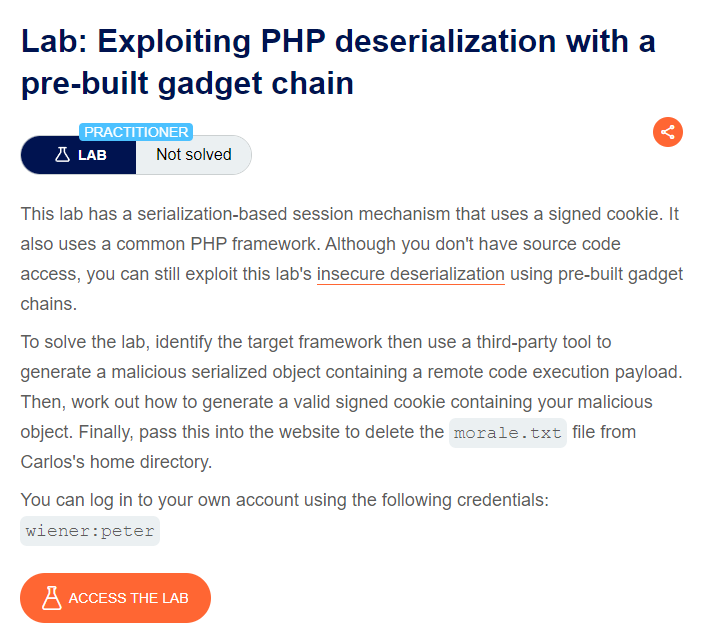 Lab: Exploiting PHP deserialization with a
pre-built gadget chain
PRACTITIONER
LAB Not solved
This lab has a serialization-based session mechanism that uses a signed cookie. It
also uses a common PHP framework. Although you don't have source code
access, you can still exploit this lab's insecure deserialization using pre-built gadget
chains.
To solve the lab, identify the target framework then use a third-party tool to
generate a malicious serialized object containing a remote code execution payload.
Then, work out how to generate a valid signed cookie containing your malicious
object. Finally, pass this into the website to delete the morale.txt file from
Carlos's home directory.
You can log in to your own account using the following credentials:
wiener:peter
ACCESS THE LAB